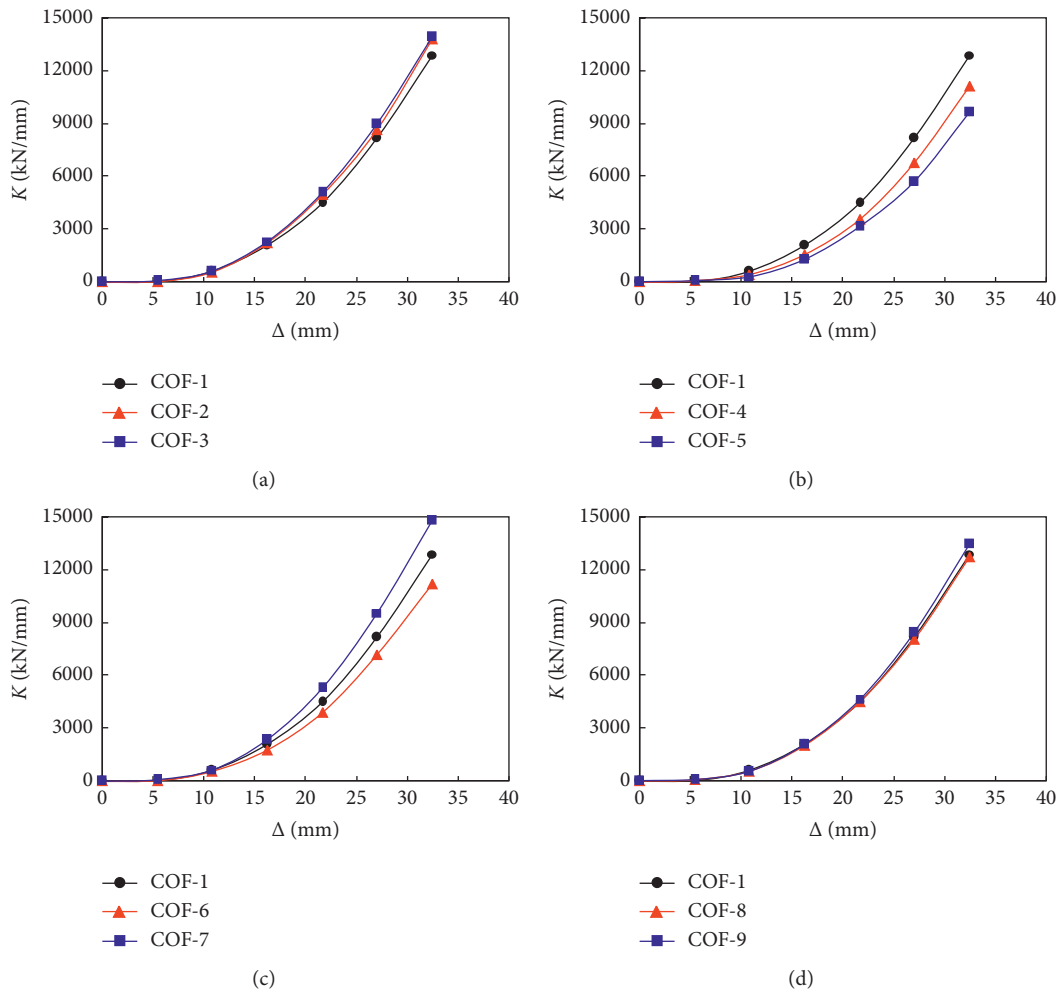 15000
12000
9000
6000
3000
0
K (kN/mm)
0 5 10 15 20 25 30 35 40
Δ (mm)
COF-1
COF-2
COF-3
(a)
15000
12000
9000
6000
3000
0
K (kN/mm)
0 5 10 15 20 25 30 35 40
Δ (mm)
COF-1
COF-4
COF-5
(b)
15000
12000
9000
6000
3000
0
K (kN/mm)
0 5 10 15 20 25 30 35 40
Δ (mm)
COF-1
COF-6
COF-7
(c)
15000
12000
9000
6000
3000
0
K (kN/mm)
0 5 10 15 20 25 30 35 40
Δ (mm)
COF-1
COF-8
COF-9
(d)